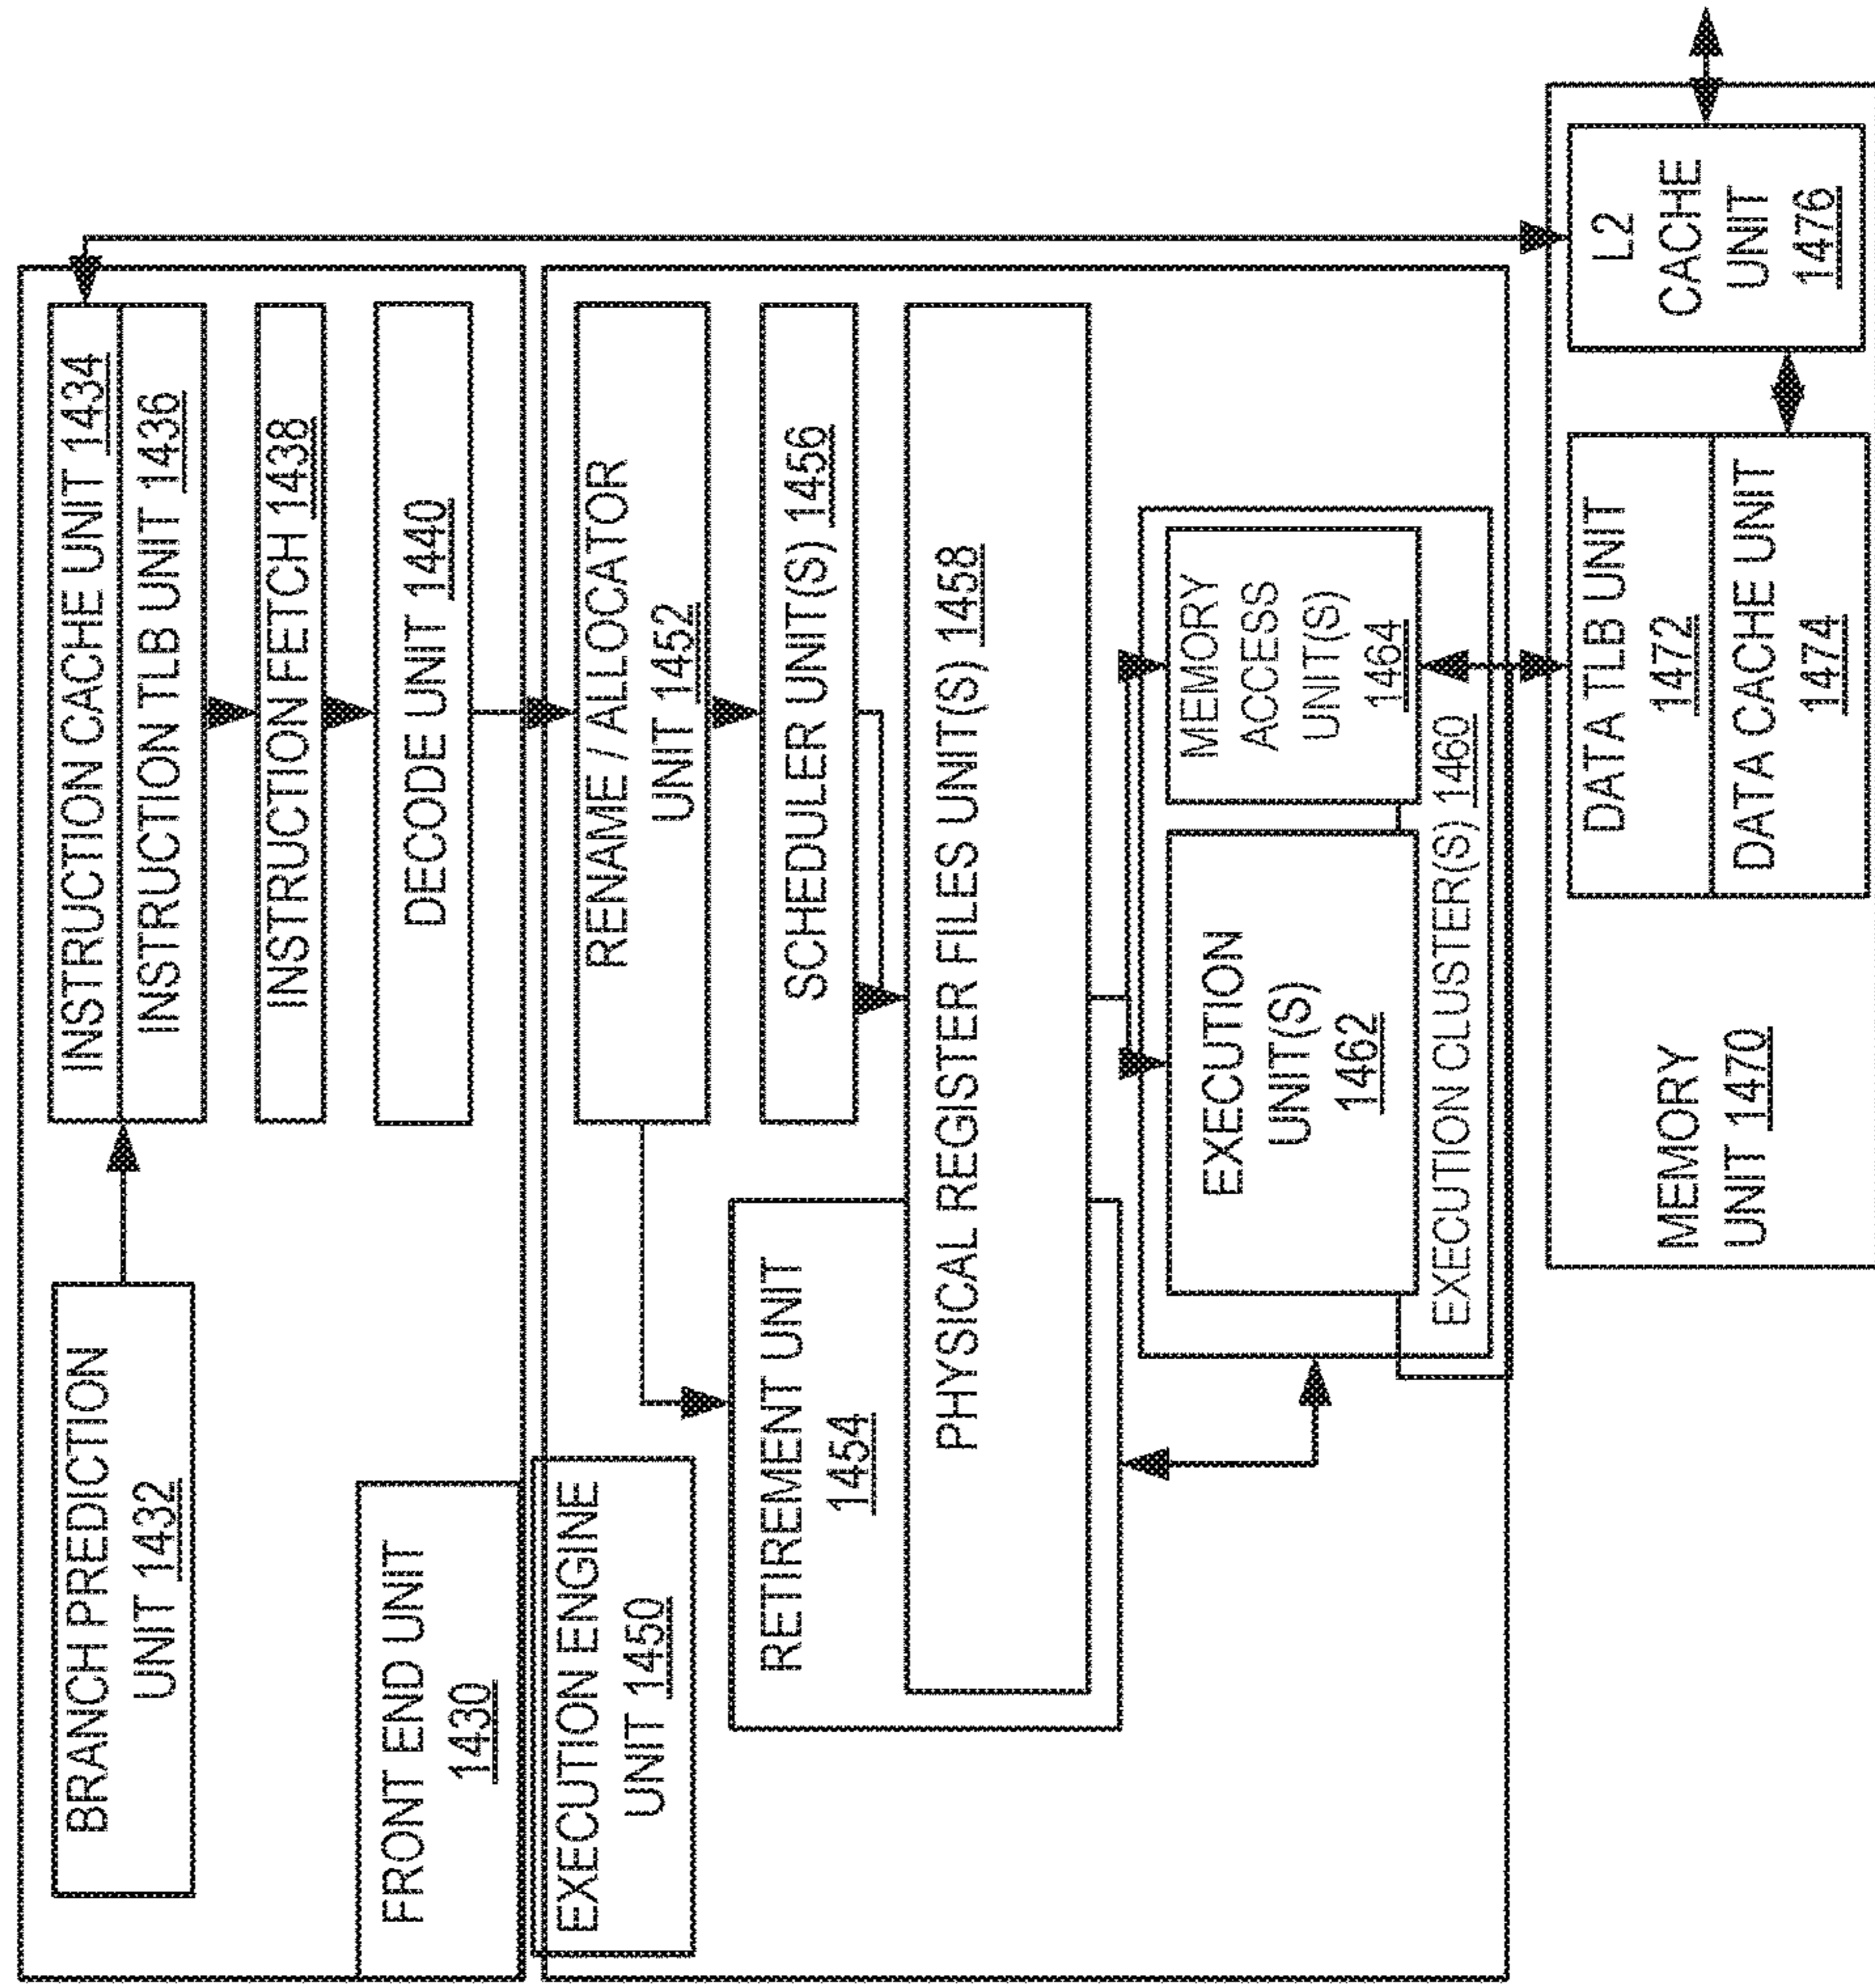 BRANCH PREDICTION
UNIT 1432
INSTRUCTION CACHE UNIT 1434
INSTRUCTION TLB UNIT 1436
INSTRUCTION FETCH 1438
DECODE UNIT 1440
FRONT END UNIT
1430
EXECUTION ENGINE
UNIT 1450
RENAME / ALLOCATOR
UNIT 1452
RETIREMENT UNIT
1454
SCHEDULER UNIT(S) 1456
PHYSICAL REGISTER FILES UNIT(S) 1458
EXECUTION
UNIT(S)
1462
MEMORY
ACCESS
UNIT(S)
1464
EXECUTION CLUSTER(S) 1460
MEMORY
UNIT 1470
DATA TLB UNIT
1472
DATA CACHE UNIT
1474
L2
CACHE
UNIT
1476